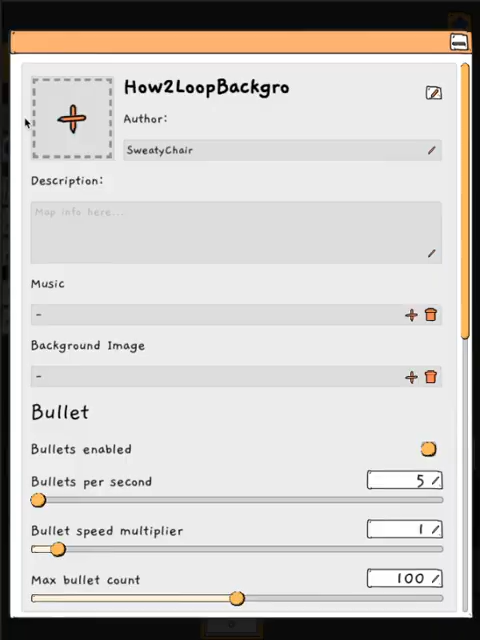 How2LoopBackgro
Author:
SweatyChair
Description:
Map info here...
Music
-
Background Image
-
Bullet
Bullets enabled
Bullets per second
5
Bullet speed multiplier
1
Max bullet count
100